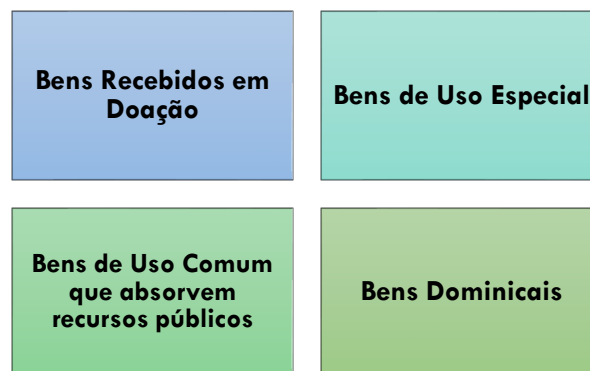 Bens Recebidos em
Doação
Bens de Uso Especial
Bens de Uso Comum
que absorvem
recursos públicos
Bens Dominicais